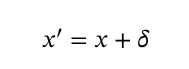 x′ = x + δ